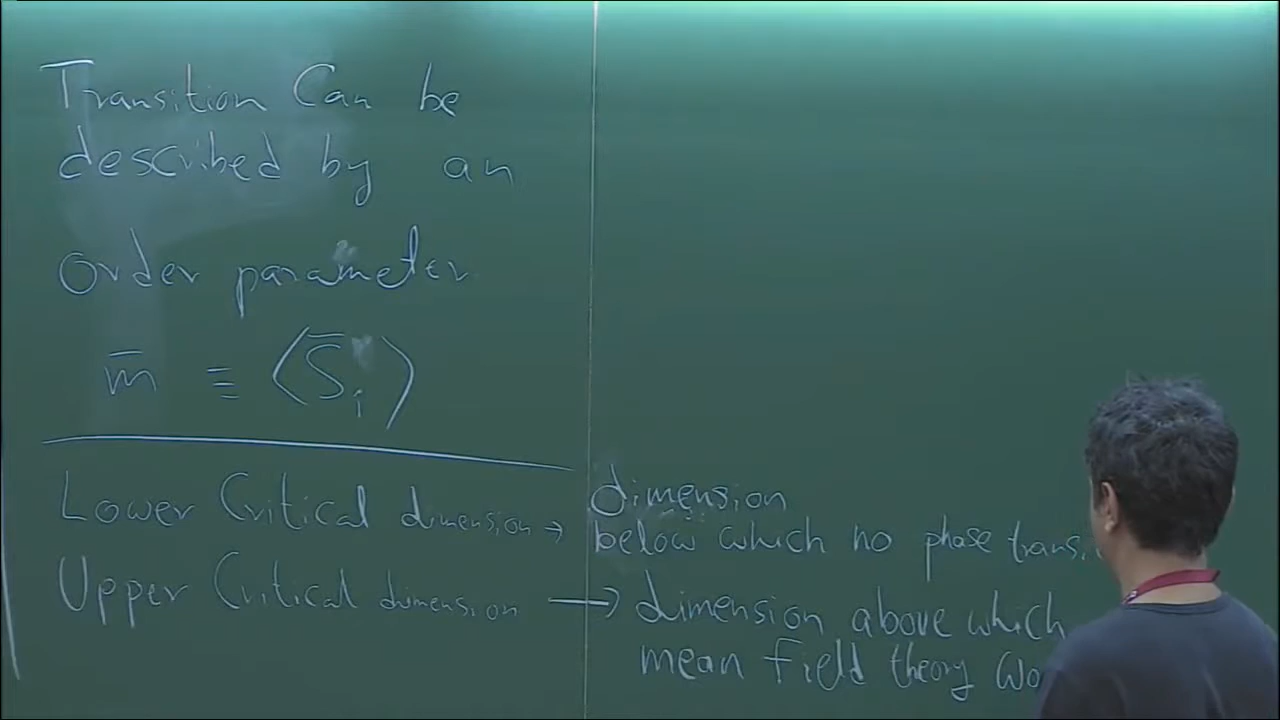 Transition Can be
described by an
order parameter
m̄ ≡ ⟨S̄ᵢ⟩
Lower Critical dimension → dimension
below which no phase trans.
Upper Critical dimension → dimension above which
mean field theory